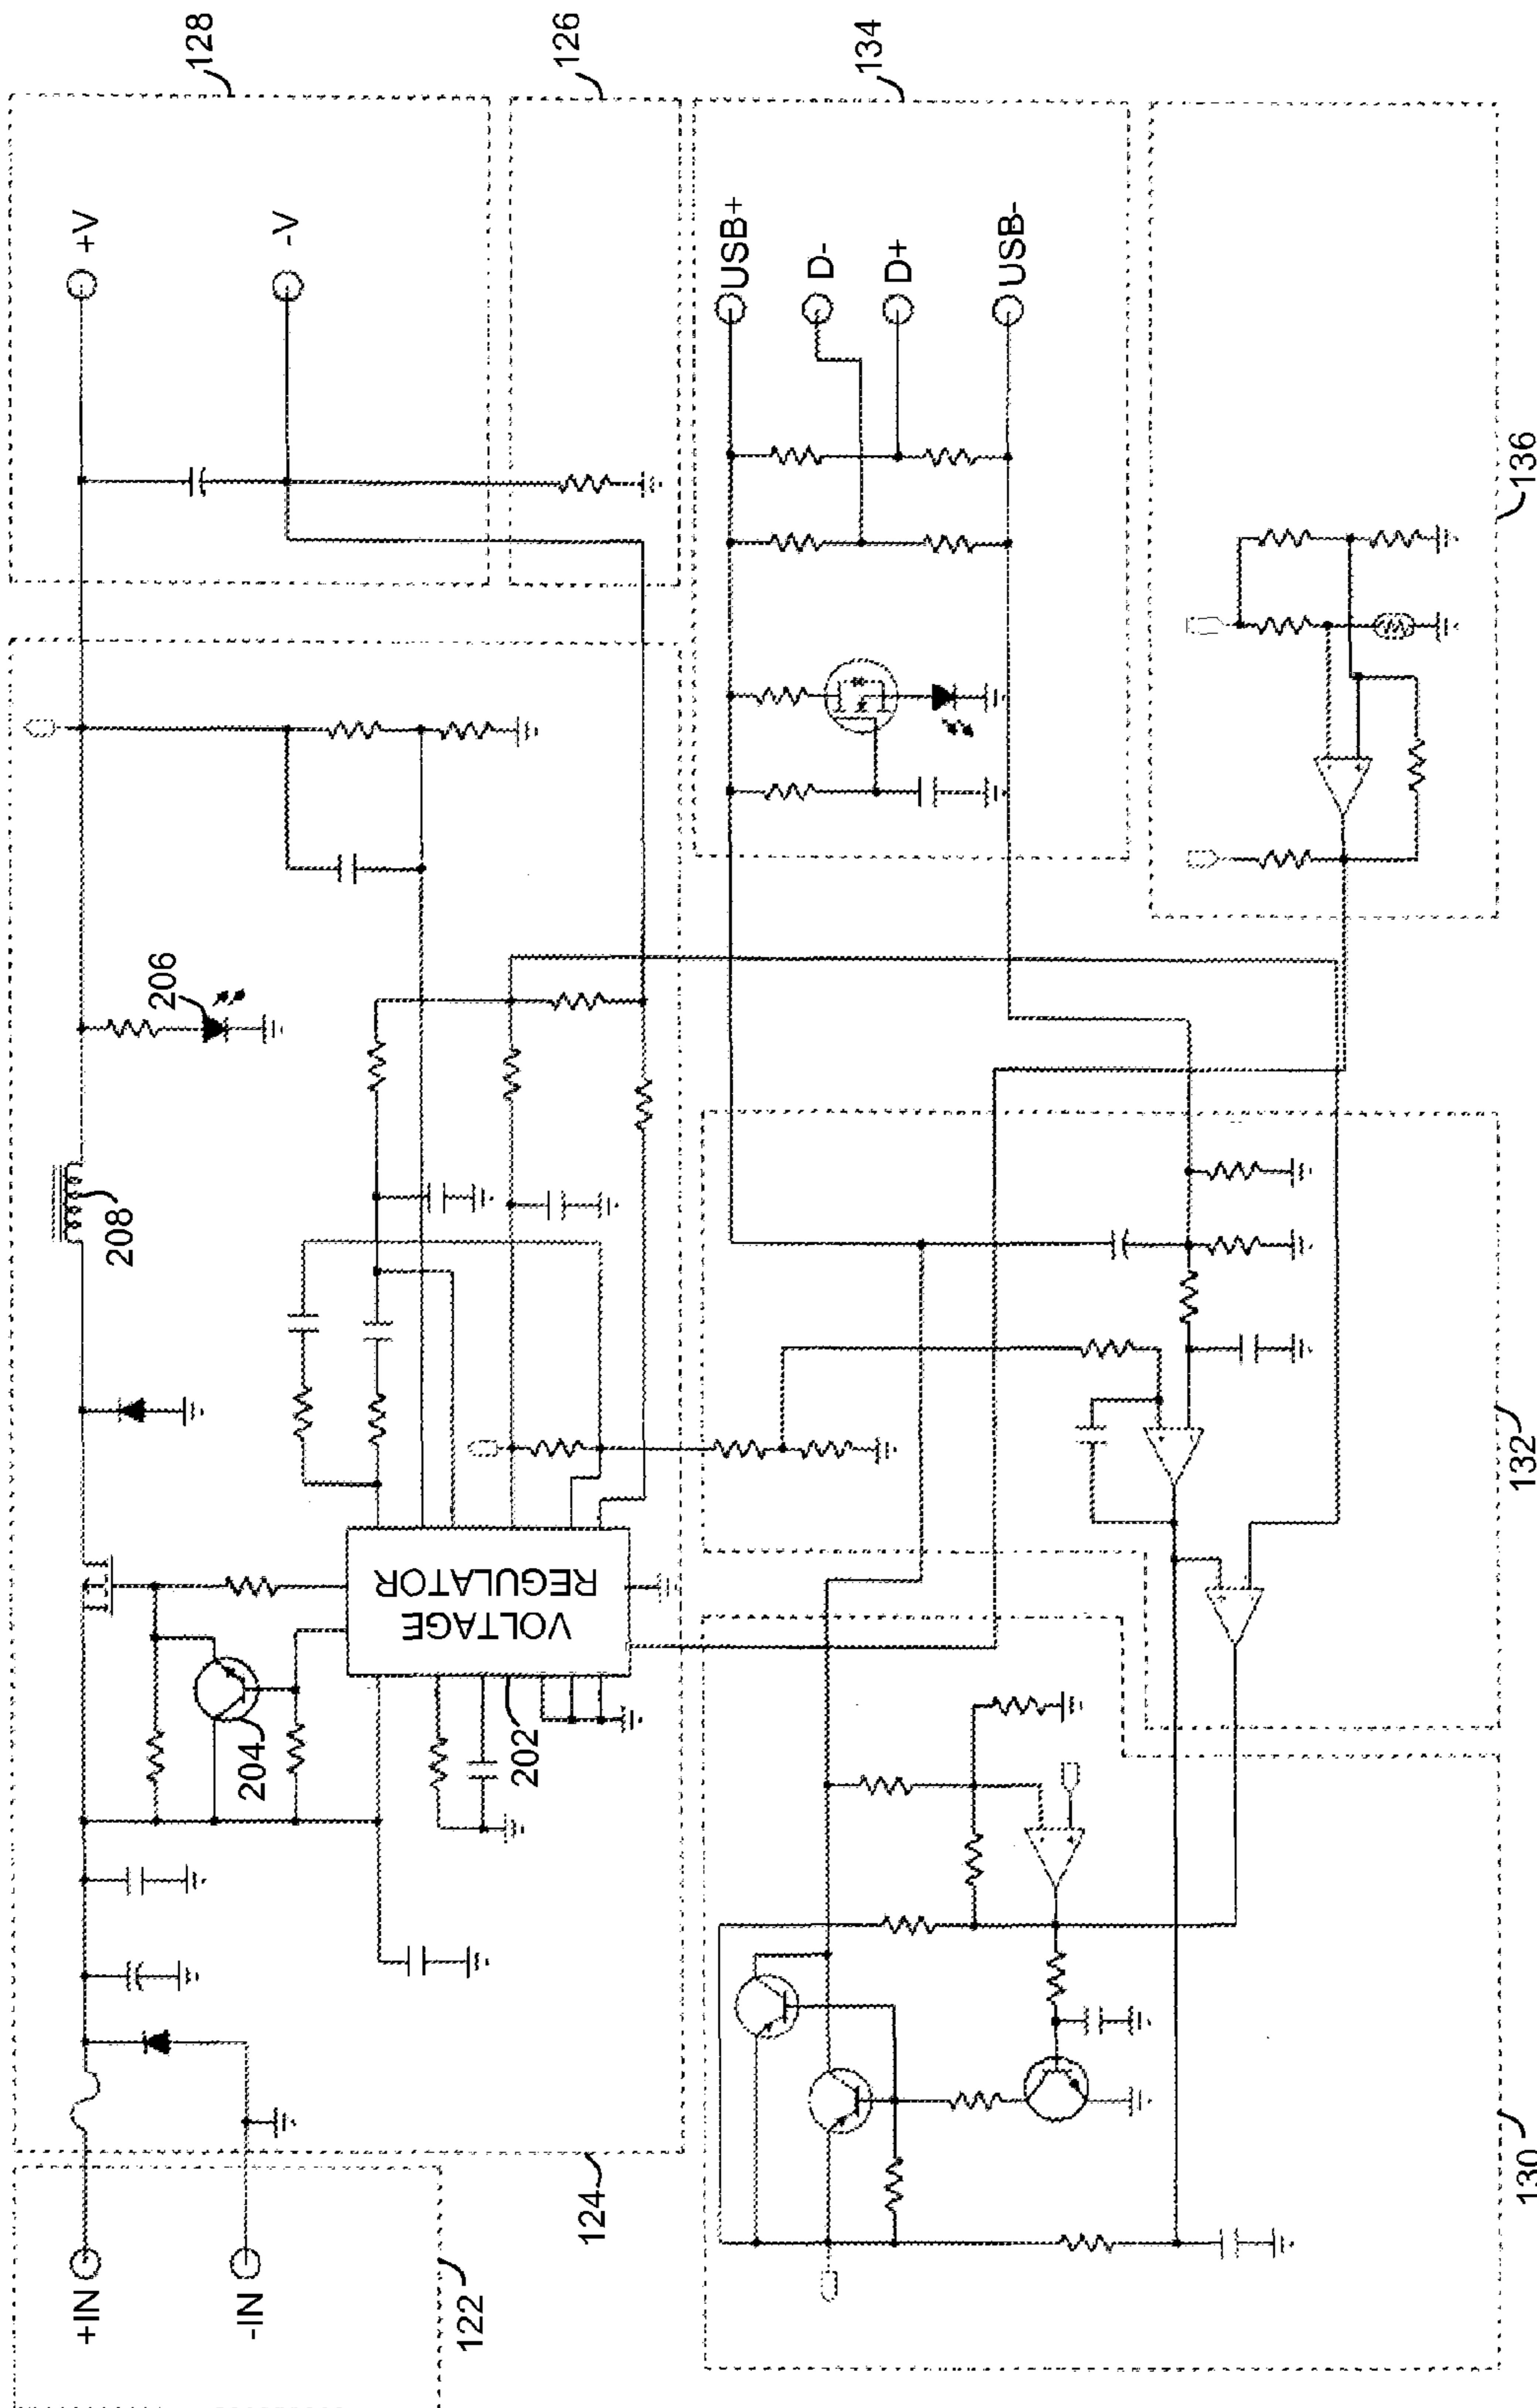 +IN
-IN
122
124
204
202
VOLTAGE
REGULATOR
208
206
+V
-V
128
126
130
132
USB+
D-
D+
USB-
134
136